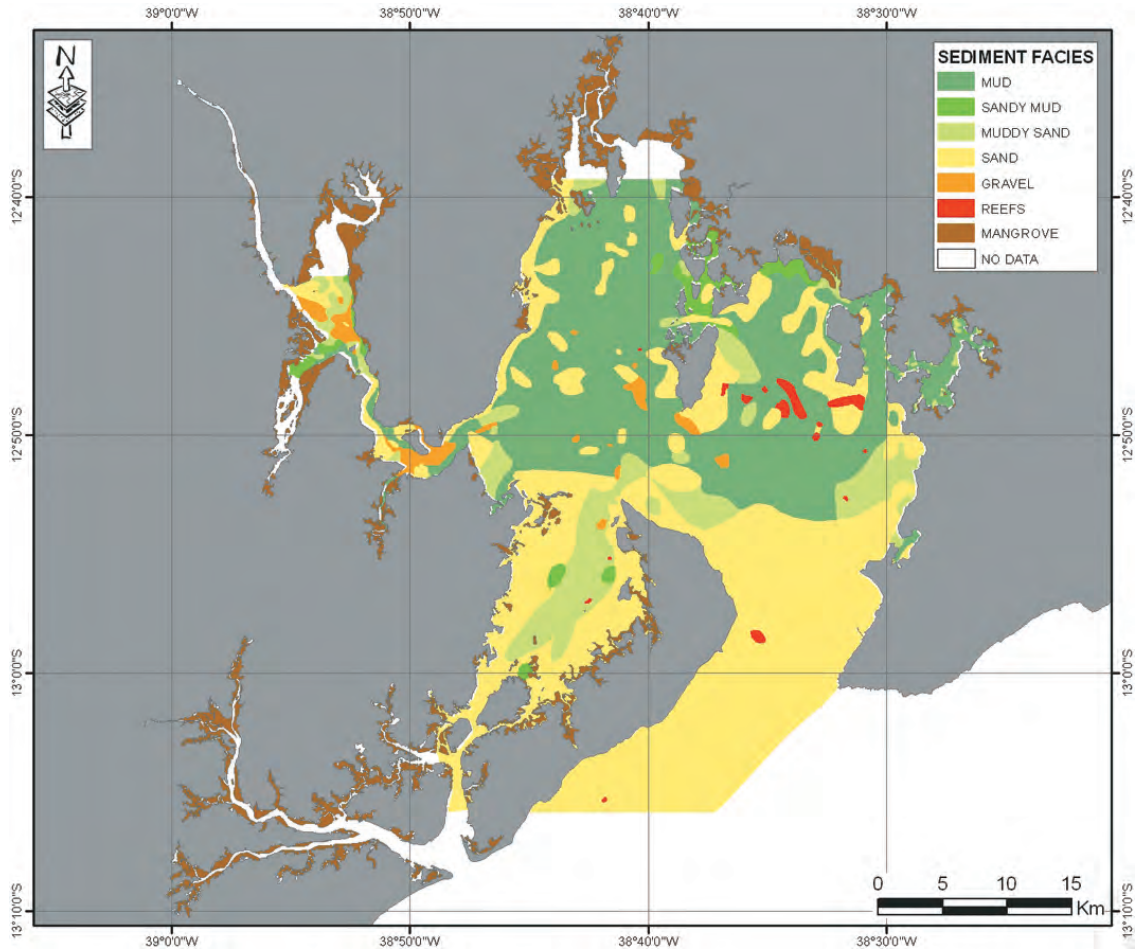 39°0'0"W 38°50'0"W 38°40'0"W 38°30'0"W
N
SEDIMENT FACIES
MUD
SANDY MUD
MUDDY SAND
SAND
GRAVEL
REEFS
MANGROVE
NO DATA
12°40'0"S 12°40'0"S
12°50'0"S 12°50'0"S
13°0'0"S 13°0'0"S
13°10'0"S 13°10'0"S
0 5 10 15
Km
39°0'0"W 38°50'0"W 38°40'0"W 38°30'0"W